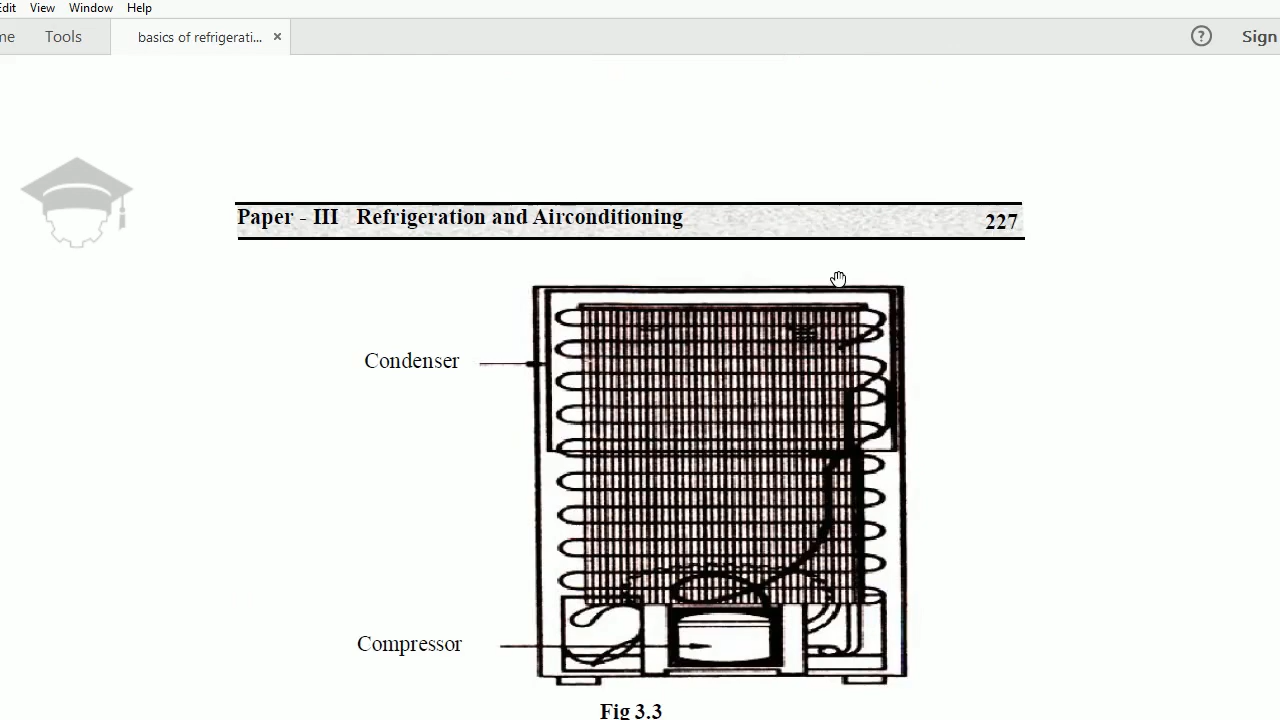 Edit View Window Help
me Tools basics of refrigerati... × ? Sign
Paper - III Refrigeration and Airconditioning 227
Condenser
Compressor
Fig 3.3